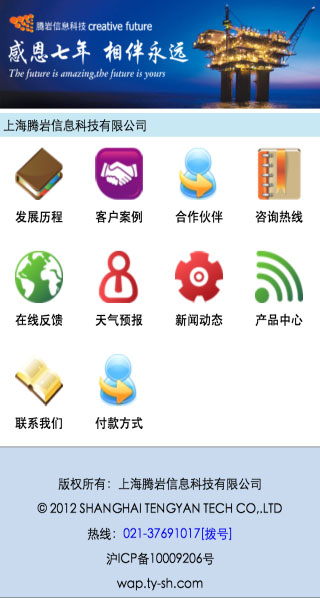 腾岩信息科技 creative future
感恩七年 相伴永远
The future is amazing,the future is yours
上海腾岩信息科技有限公司
发展历程 客户案例 合作伙伴 咨询热线
在线反馈 天气预报 新闻动态 产品中心
联系我们 付款方式
版权所有：上海腾岩信息科技有限公司
© 2012 SHANGHAI TENGYAN TECH CO,.LTD
热线：021-37691017[拨号]
沪ICP备10009206号
wap.ty-sh.com